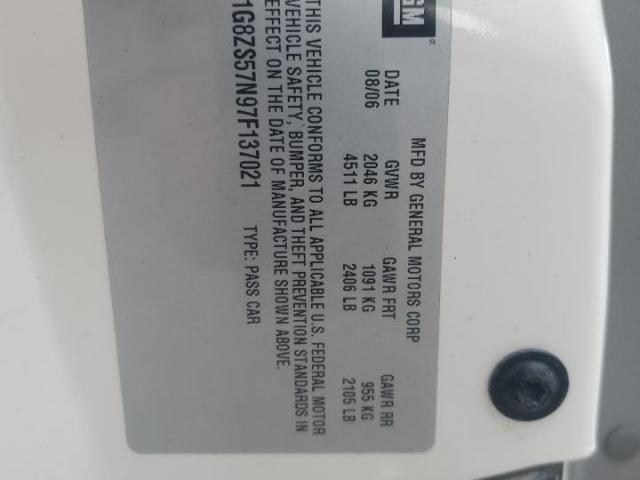 GM
®
MFD BY GENERAL MOTORS CORP
DATE GVWR GAWR FRT GAWR RR
08/06 2046 KG 1091 KG 955 KG
4511 LB 2406 LB 2105 LB
THIS VEHICLE CONFORMS TO ALL APPLICABLE U.S. FEDERAL MOTOR
VEHICLE SAFETY, BUMPER, AND THEFT PREVENTION STANDARDS IN
EFFECT ON THE DATE OF MANUFACTURE SHOWN ABOVE.
1G8ZS57N97F137021 TYPE: PASS CAR